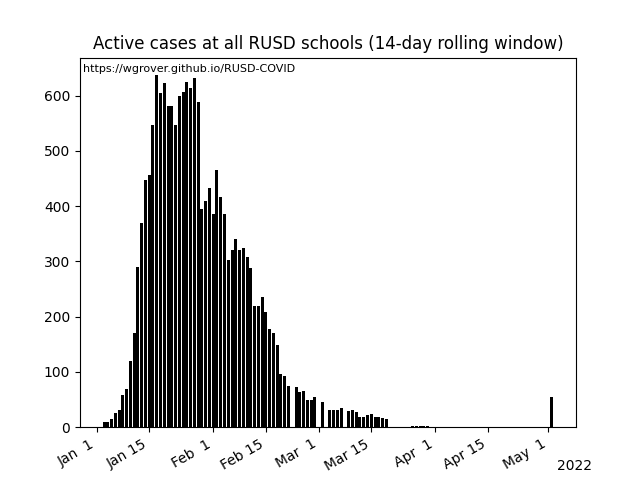 Active cases at all RUSD schools (14-day rolling window)
https://wgrover.github.io/RUSD-COVID
600
500
400
300
200
100
0
Jan 1
Jan 15
Feb 1
Feb 15
Mar 1
Mar 15
Apr 1
Apr 15
May 1
2022